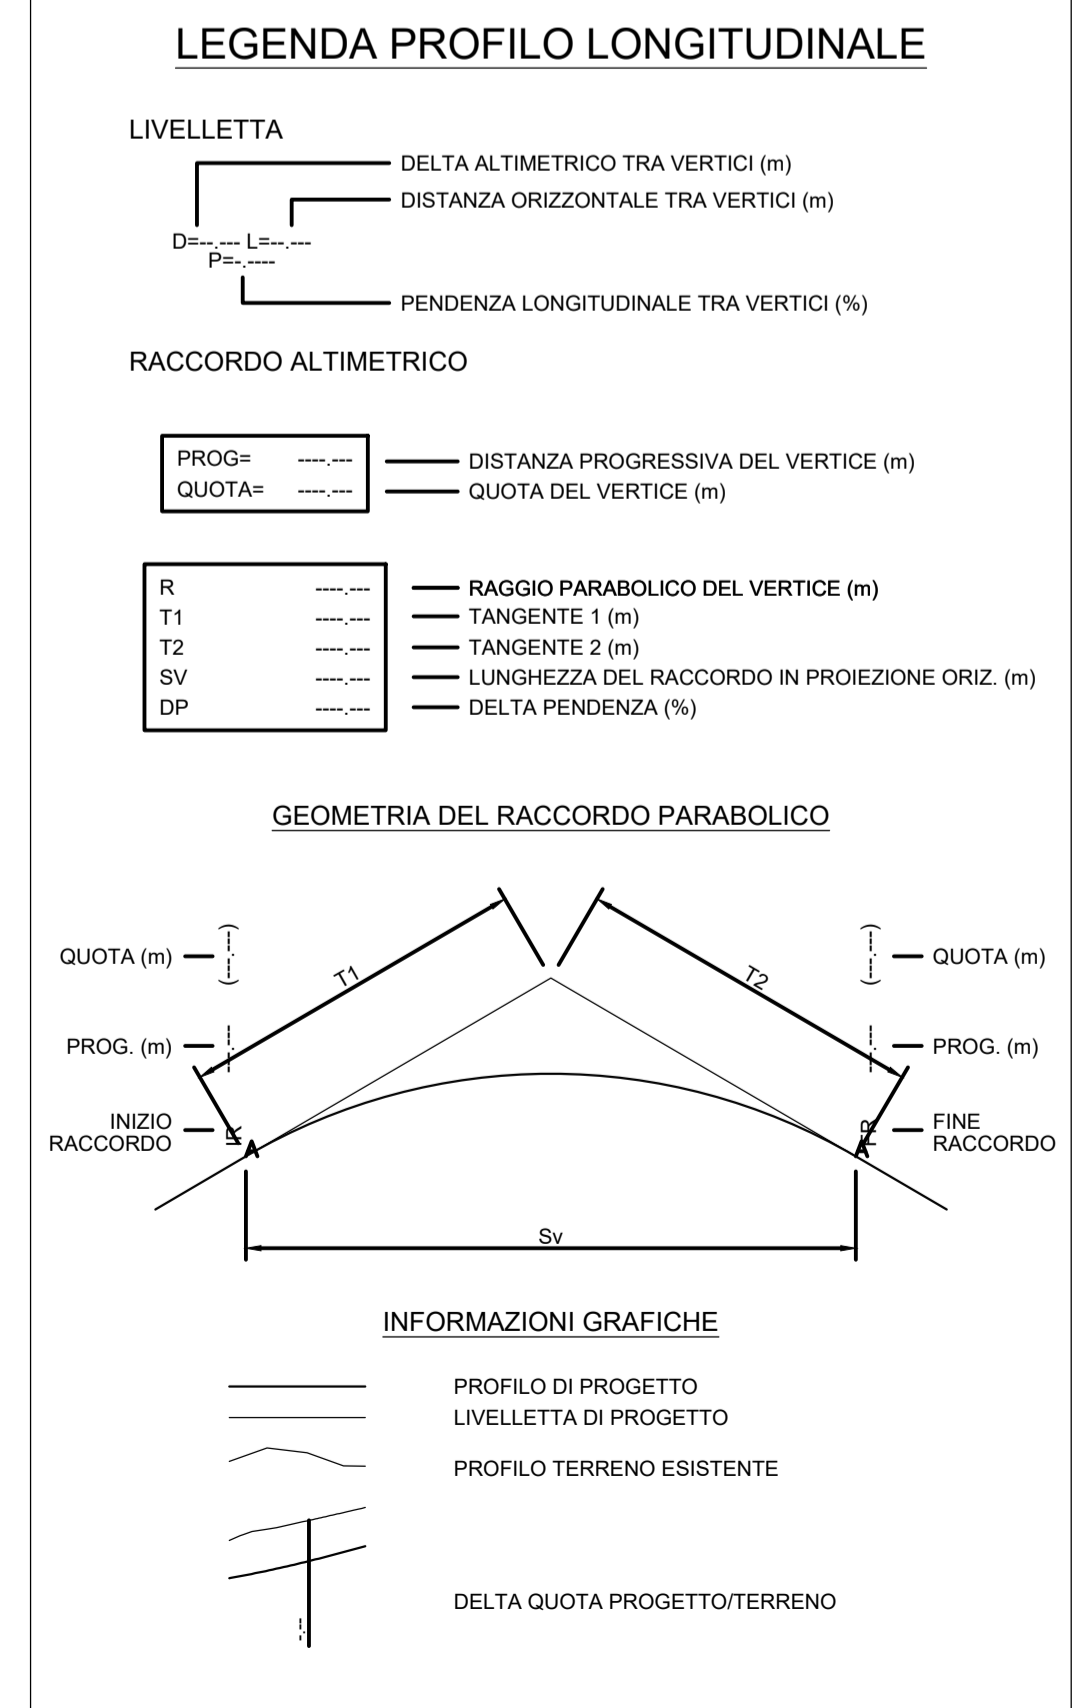 LEGENDA PROFILO LONGITUDINALE
LIVELLETTA
DELTA ALTIMETRICO TRA VERTICI (m)
DISTANZA ORIZZONTALE TRA VERTICI (m)
D=--.--- L=--.---
P=-.----
PENDENZA LONGITUDINALE TRA VERTICI (%)
RACCORDO ALTIMETRICO
PROG= ----.--- DISTANZA PROGRESSIVA DEL VERTICE (m)
QUOTA= ----.--- QUOTA DEL VERTICE (m)
R ----.--- RAGGIO PARABOLICO DEL VERTICE (m)
T1 ----.--- TANGENTE 1 (m)
T2 ----.--- TANGENTE 2 (m)
SV ----.--- LUNGHEZZA DEL RACCORDO IN PROIEZIONE ORIZ. (m)
DP ----.--- DELTA PENDENZA (%)
GEOMETRIA DEL RACCORDO PARABOLICO
QUOTA (m)
T1
T2
QUOTA (m)
PROG. (m)
PROG. (m)
INIZIO
RACCORDO
IR
FR
FINE
RACCORDO
Sv
INFORMAZIONI GRAFICHE
PROFILO DI PROGETTO
LIVELLETTA DI PROGETTO
PROFILO TERRENO ESISTENTE
DELTA QUOTA PROGETTO/TERRENO